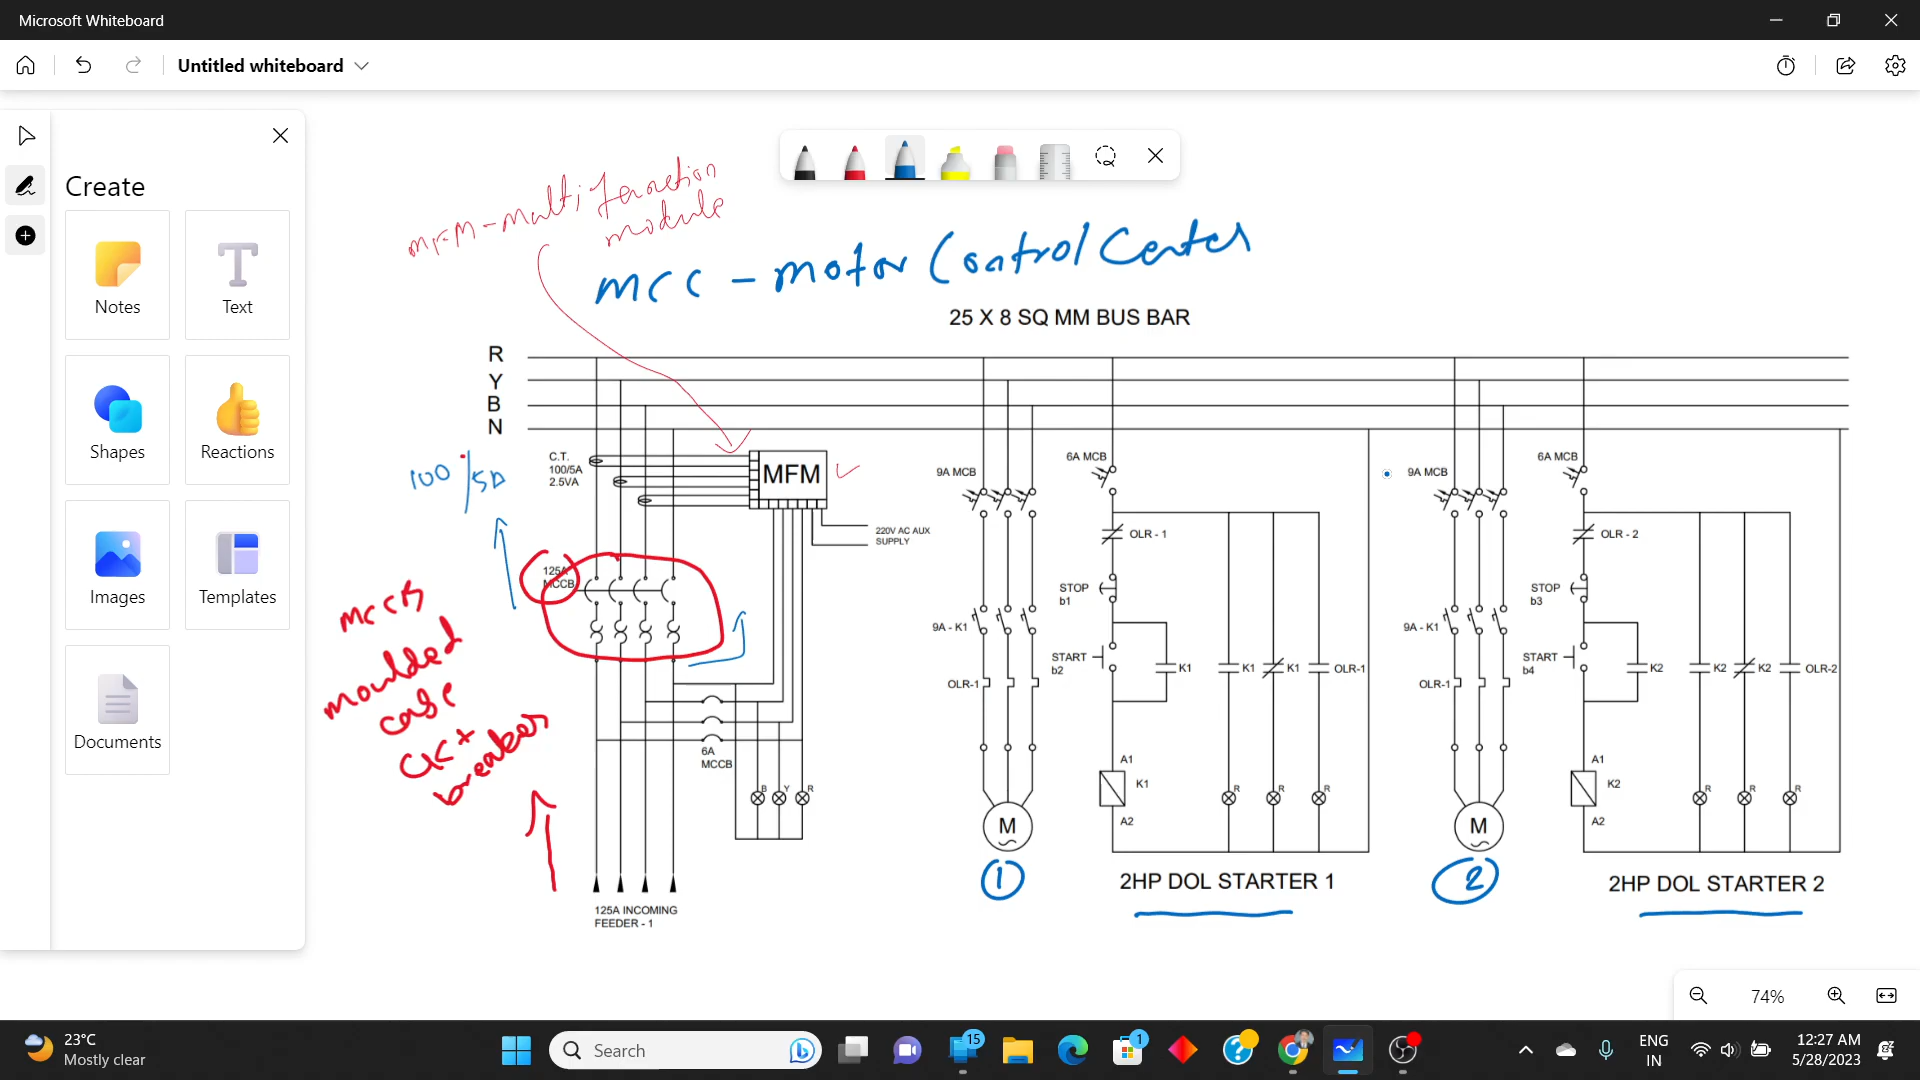 Microsoft Whiteboard
Untitled whiteboard
Create
Notes
Text
Shapes
Reactions
Images
Templates
Documents
MFM - multi function
module
MCC - motor Control Center
25 X 8 SQ MM BUS BAR
R
Y
B
N
C.T.
100/5A
2.5VA
100/5A
MFM
220V AC AUX
SUPPLY
125A
MCCB
MCCB
moulded
case
breaker
6A
MCCB
B
Y
R
125A INCOMING
FEEDER - 1
9A MCB
9A - K1
OLR-1
M
1
6A MCB
OLR - 1
STOP
b1
START
b2
K1
K1
K1
OLR-1
A1
K1
A2
R
R
R
2HP DOL STARTER 1
9A MCB
9A - K1
OLR-1
M
2
6A MCB
OLR - 2
STOP
b3
START
b4
K2
K2
K2
OLR-2
A1
K2
A2
R
R
R
2HP DOL STARTER 2
74%
23°C
Mostly clear
Search
15
1
ENG
IN
12:27 AM
5/28/2023